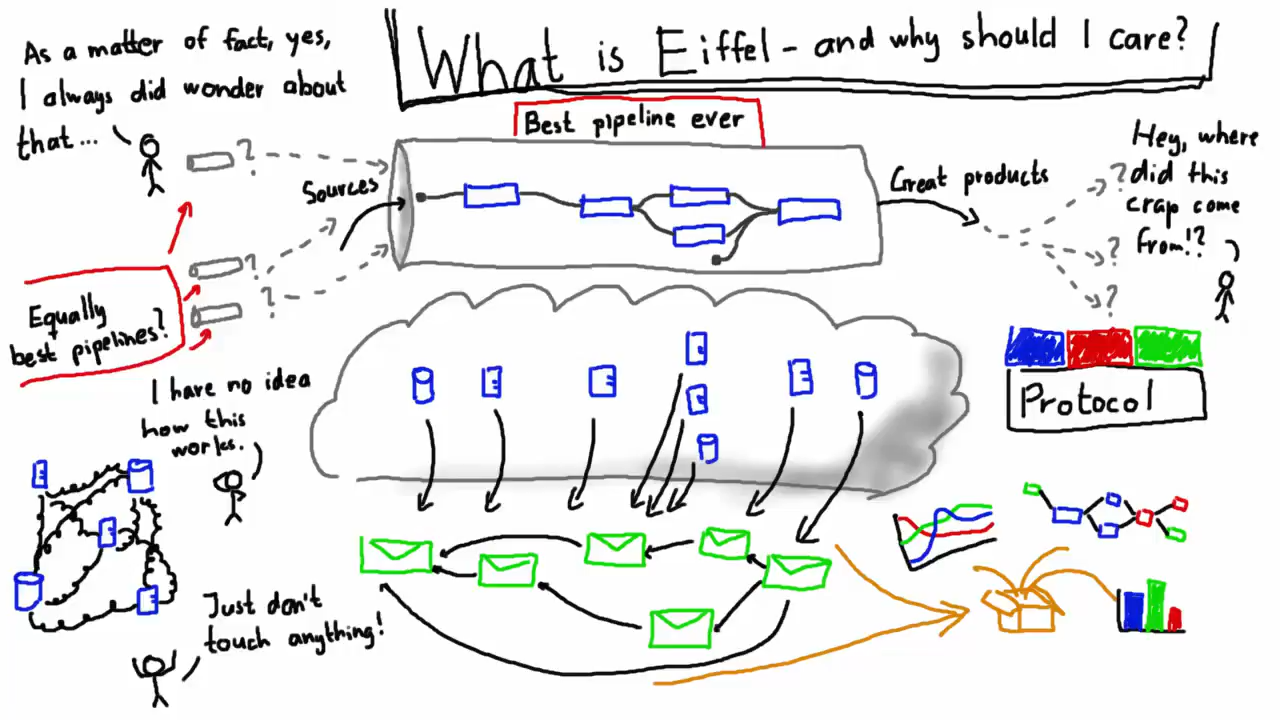 What is Eiffel - and why should I care?
As a matter of fact, yes,
I always did wonder about
that...
?
Best pipeline ever
Sources
Great products
Hey, where
did this
crap come
from!?
?
?
?
?
?
Equally
best pipelines?
I have no idea
how this
works.
Protocol
Just don't
touch anything!